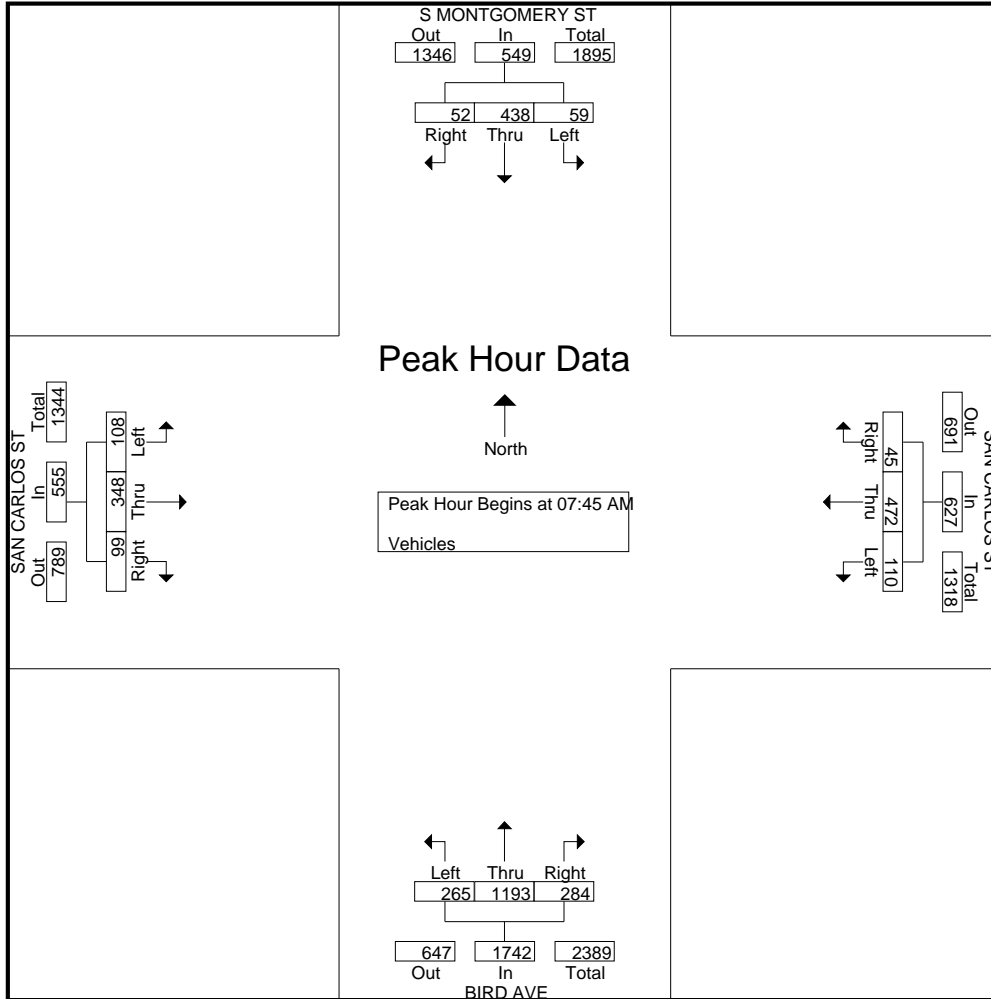 S MONTGOMERY ST
Out In Total
1346 549 1895
52 438 59
Right Thru Left
Peak Hour Data
North
Peak Hour Begins at 07:45 AM
Vehicles
SAN CARLOS ST
Total In Out
1344 555 789
108 348 99
Left Thru Right
Right Thru Left
45 472 110
Out In Total
691 627 1318
SAN CARLOS ST
Left Thru Right
265 1193 284
647 1742 2389
Out In Total
BIRD AVE